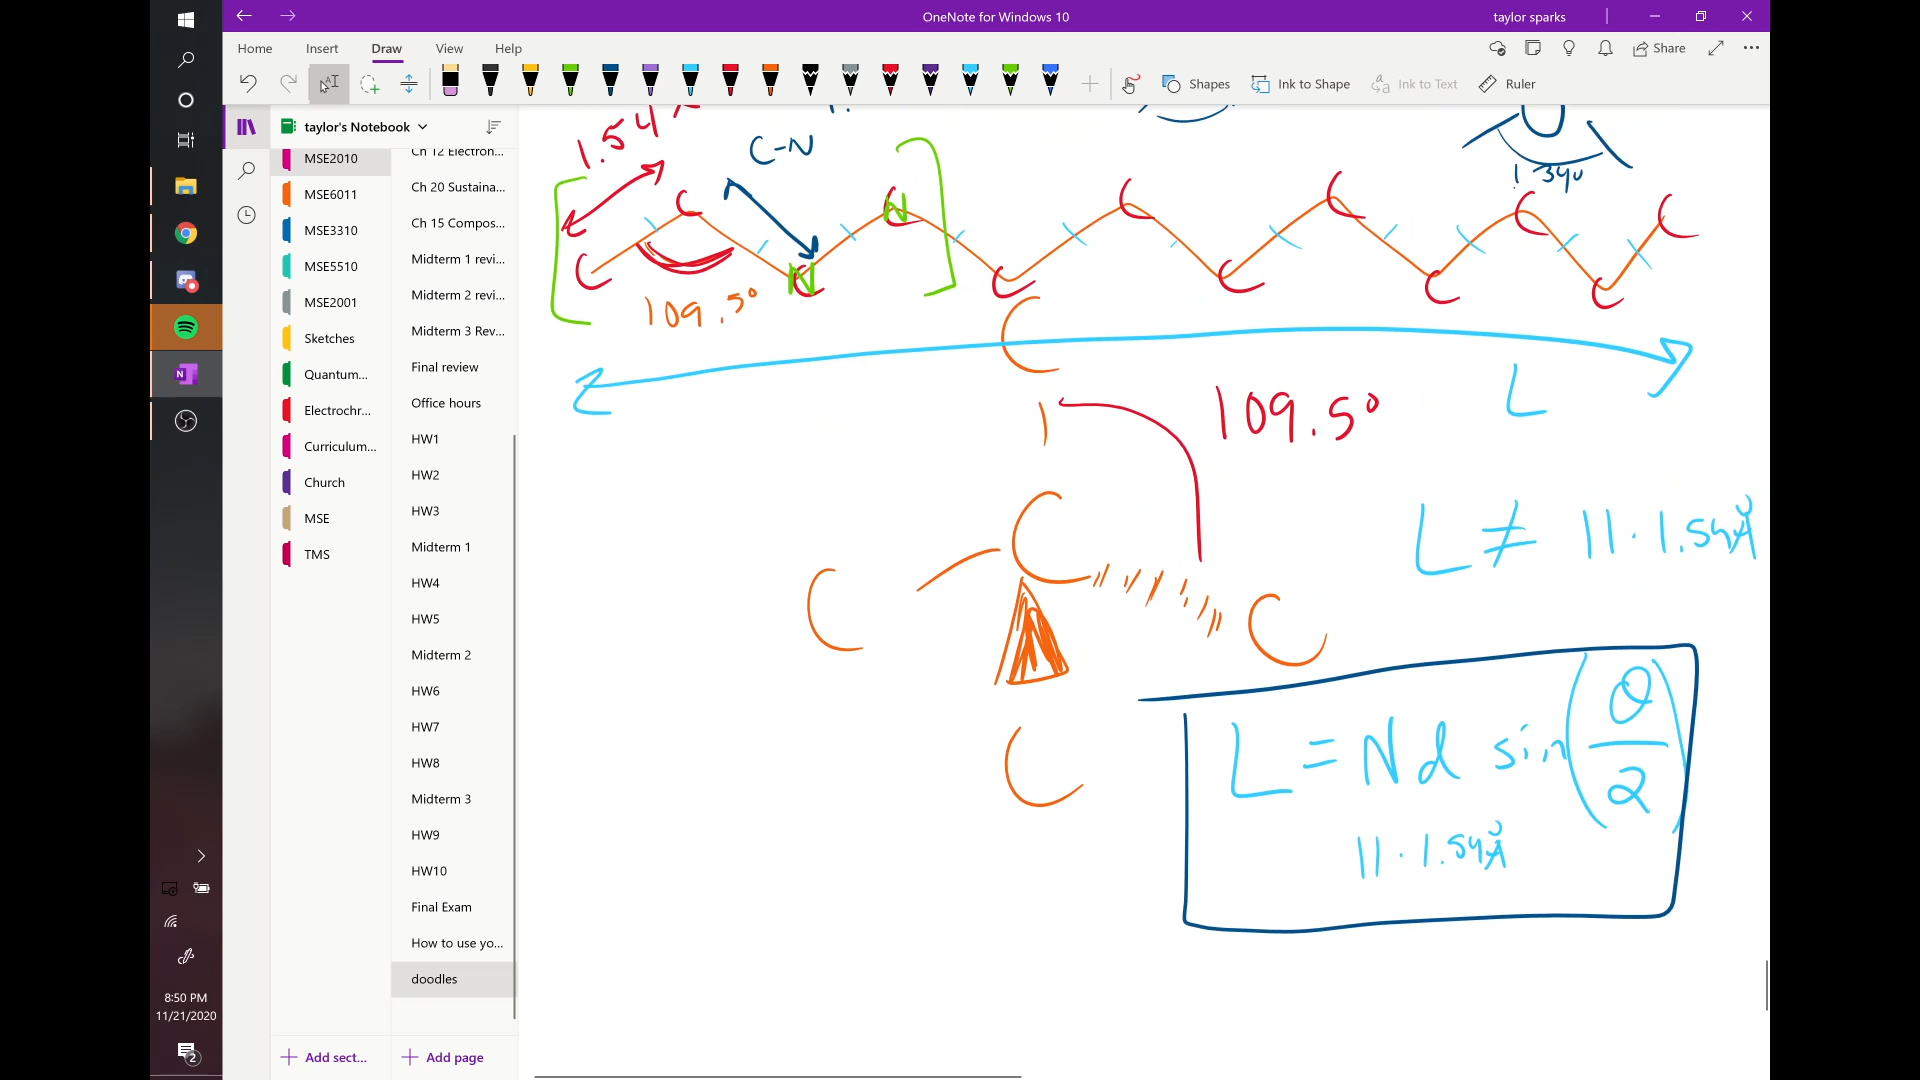 OneNote for Windows 10
taylor sparks
Home Insert Draw View Help
Share
Shapes
Ink to Shape
Ink to Text
Ruler
taylor's Notebook
MSE2010
MSE6011
MSE3310
MSE5510
MSE2001
Sketches
Quantum...
Electrochr...
Curriculum...
Church
MSE
TMS
Ch 12 Electron...
Ch 20 Sustaina...
Ch 15 Compos...
Midterm 1 revi...
Midterm 2 revi...
Midterm 3 Rev...
Final review
Office hours
HW1
HW2
HW3
Midterm 1
HW4
HW5
Midterm 2
HW6
HW7
HW8
Midterm 3
HW9
HW10
Final Exam
How to use yo...
doodles
Add sect...
Add page
8:50 PM
11/21/2020
2
1.54
C-N
C C C N C N C C C C C C C C
109.5°
L
C
109.5°
C
C C
C
L ≠ 11 · 1.54Å
L = Nd sin(θ/2)
11 · 1.54Å